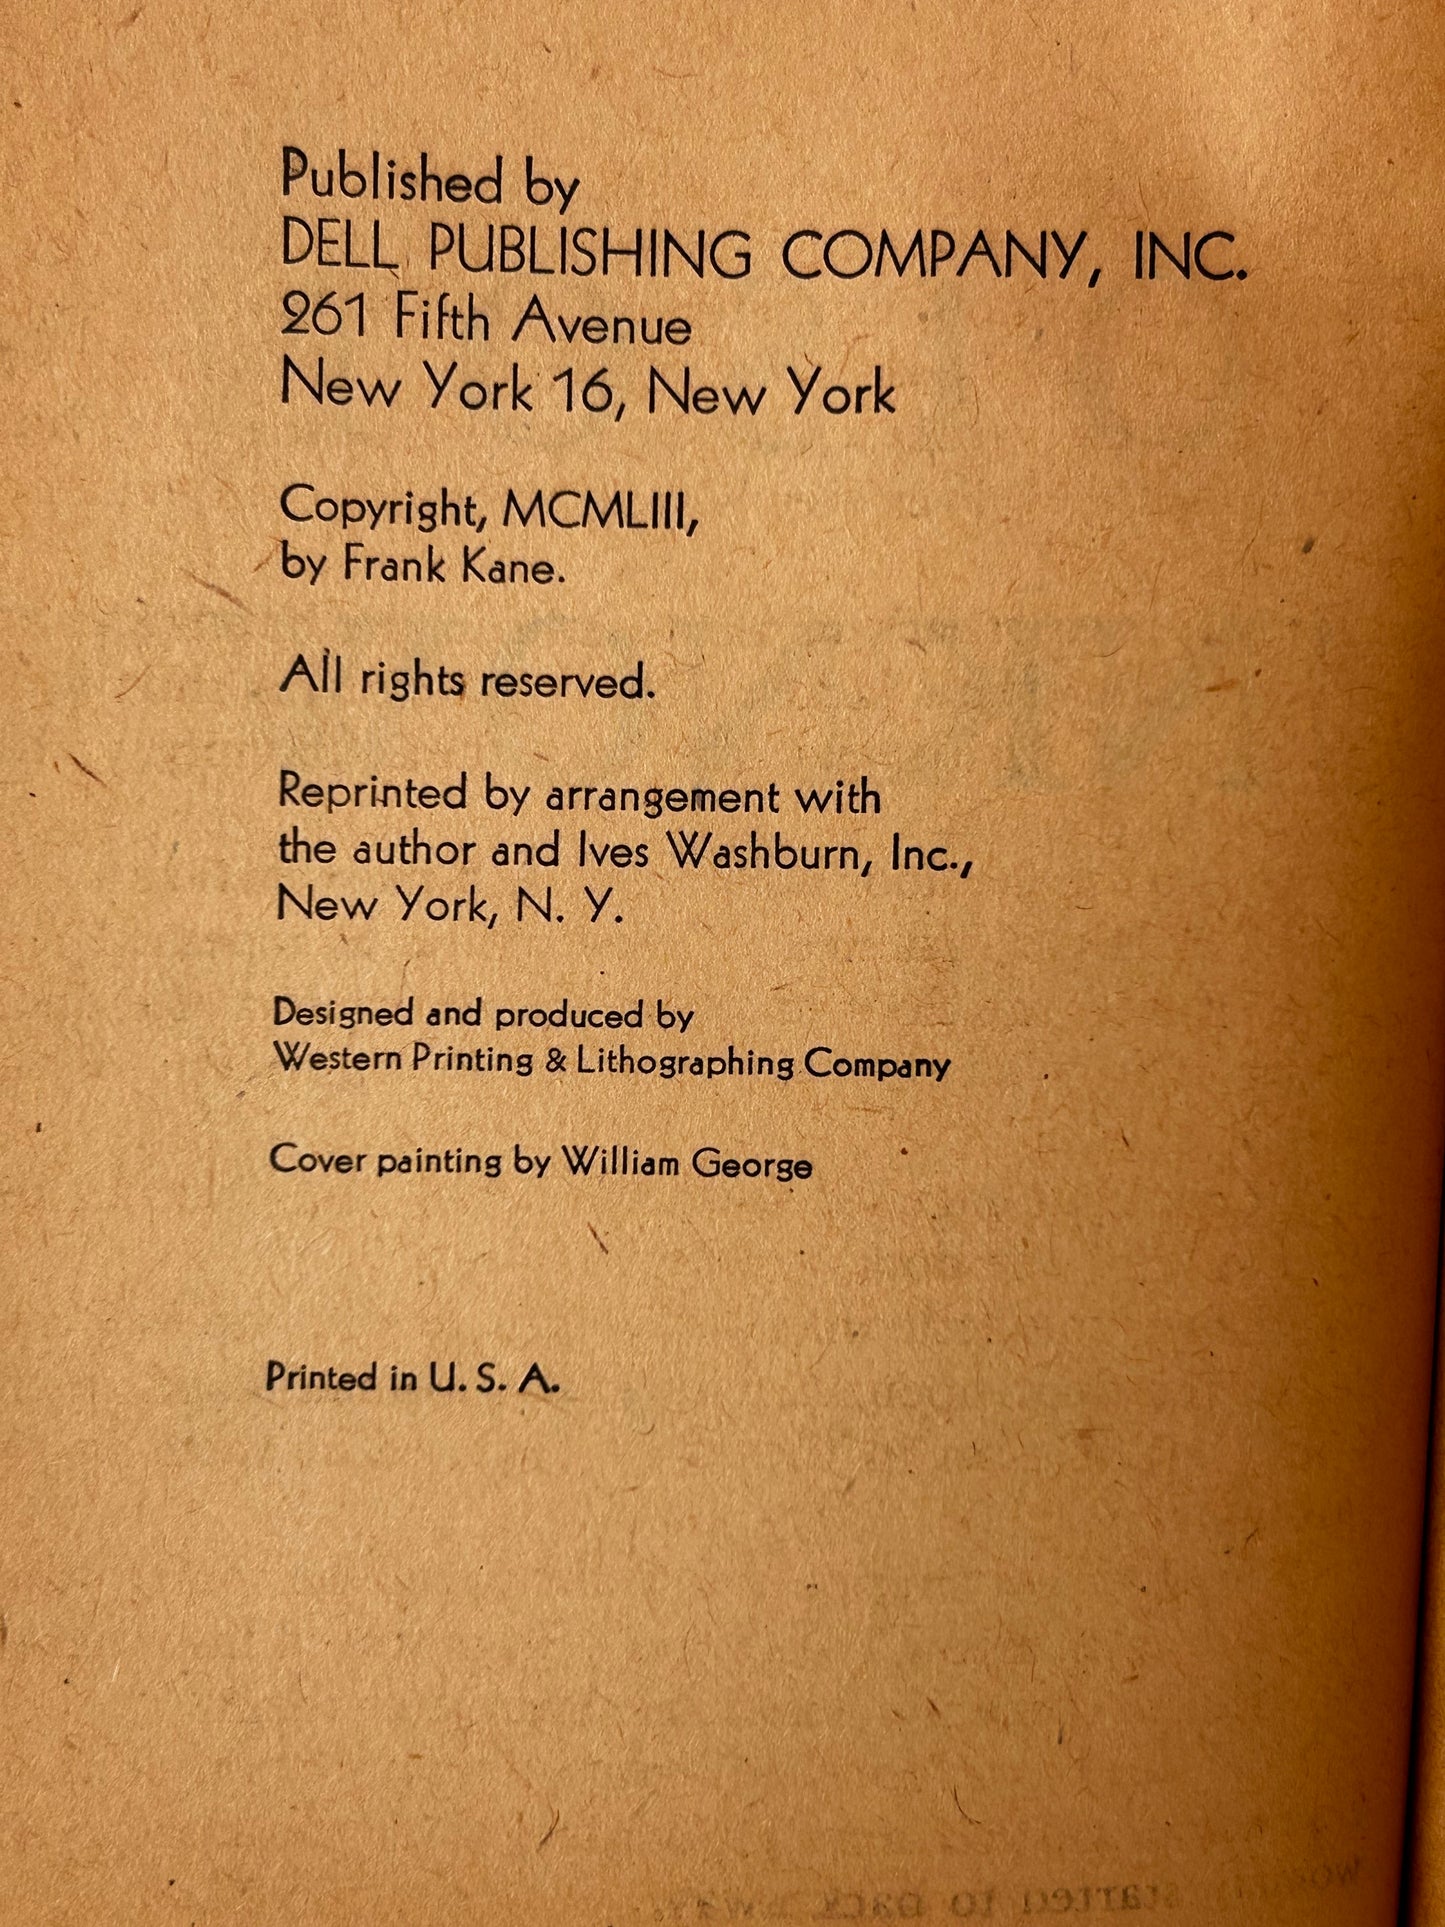 Published by
DELL PUBLISHING COMPANY, INC.
261 Fifth Avenue
New York 16, New York
Copyright, MCMLIII,
by Frank Kane.
All rights reserved.
Reprinted by arrangement with
the author and Ives Washburn, Inc.,
New York, N. Y.
Designed and produced by
Western Printing & Lithographing Company
Cover painting by William George
Printed in U. S. A.